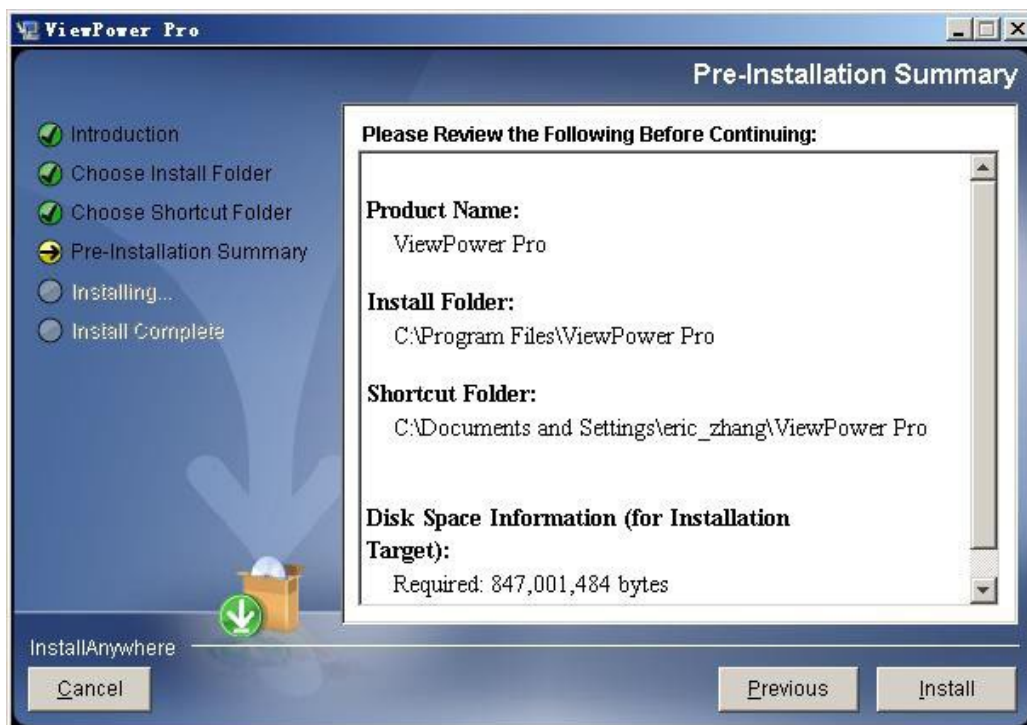 ViewPower Pro
Pre-Installation Summary
Introduction
Choose Install Folder
Choose Shortcut Folder
Pre-Installation Summary
Installing...
Install Complete
Please Review the Following Before Continuing:
Product Name:
ViewPower Pro
Install Folder:
C:\Program Files\ViewPower Pro
Shortcut Folder:
C:\Documents and Settings\eric_zhang\ViewPower Pro
Disk Space Information (for Installation
Target):
Required: 847,001,484 bytes
InstallAnywhere
Cancel
Previous
Install